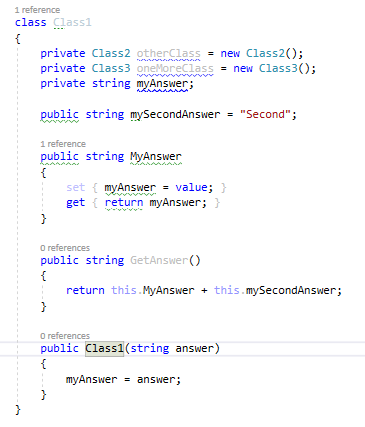 1 reference
class Class1
{
private Class2 otherClass = new Class2();
private Class3 oneMoreClass = new Class3();
private string myAnswer;
public string mySecondAnswer = "Second";
1 reference
public string MyAnswer
{
set { myAnswer = value; }
get { return myAnswer; }
}
0 references
public string GetAnswer()
{
return this.MyAnswer + this.mySecondAnswer;
}
0 references
public Class1(string answer)
{
myAnswer = answer;
}
}